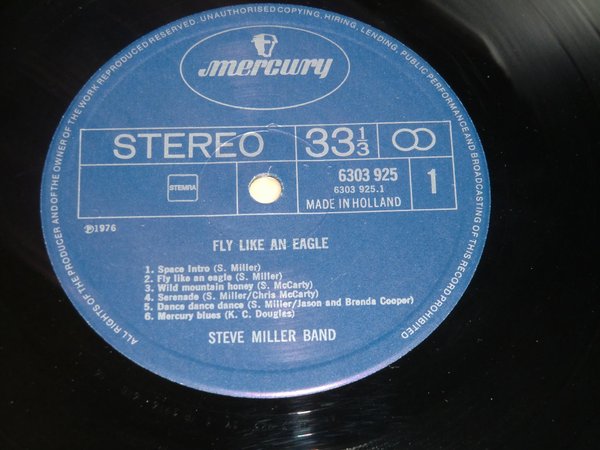 ALL RIGHTS OF THE PRODUCER AND OF THE OWNER OF THE WORK REPRODUCED RESERVED. UNAUTHORISED COPYING, HIRING, LENDING, PUBLIC PERFORMANCE AND BROADCASTING OF THIS RECORD PROHIBITED
mercury
STEREO 33 1/3
STEMRA
6303 925 1
6303 925.1
MADE IN HOLLAND
℗1976
FLY LIKE AN EAGLE
1. Space Intro (S. Miller)
2. Fly like an eagle (S. Miller)
3. Wild mountain honey (S. McCarty)
4. Serenade (S. Miller/Chris McCarty)
5. Dance dance dance (S. Miller/Jason and Brenda Cooper)
6. Mercury blues (K. C. Dougles)
STEVE MILLER BAND